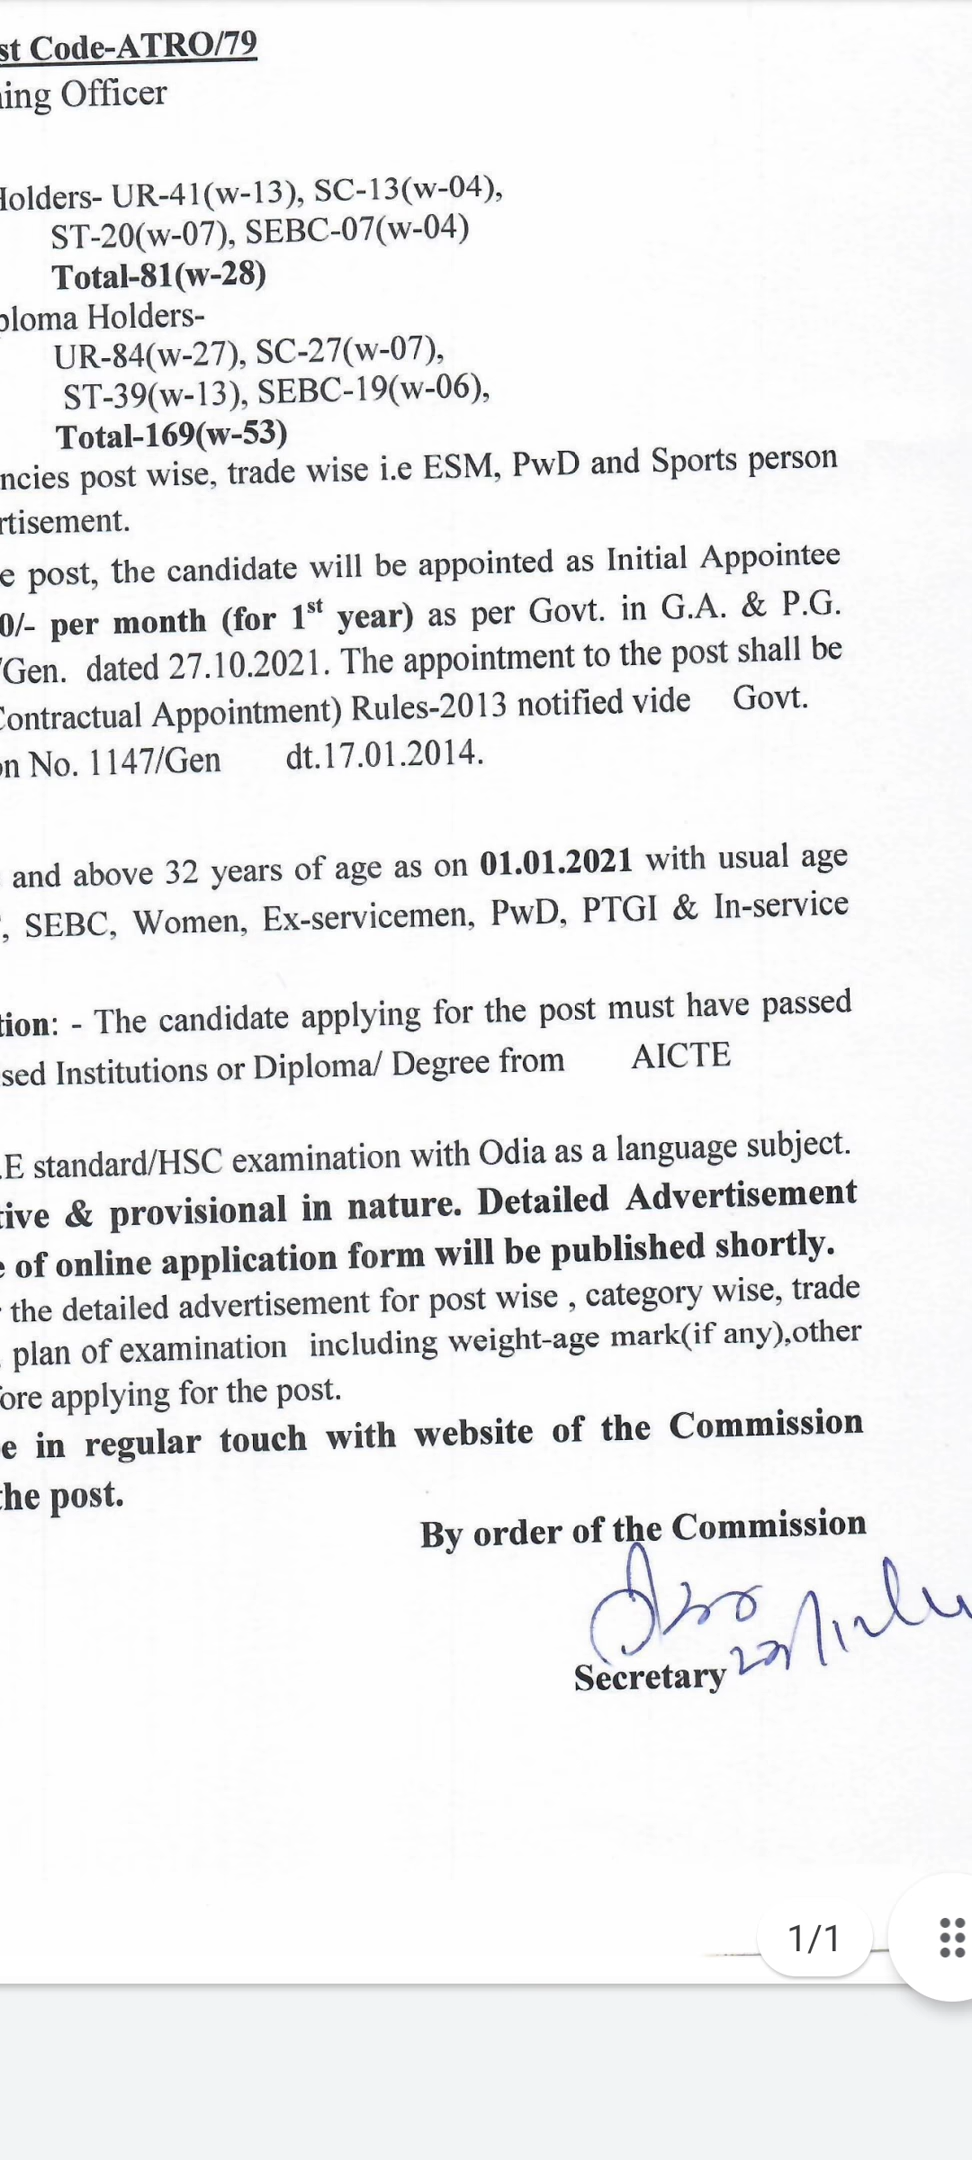 st Code-ATRO/79
ing Officer
Holders- UR-41(w-13), SC-13(w-04),
ST-20(w-07), SEBC-07(w-04)
Total-81(w-28)
ploma Holders-
UR-84(w-27), SC-27(w-07),
ST-39(w-13), SEBC-19(w-06),
Total-169(w-53)
ncies post wise, trade wise i.e ESM, PwD and Sports person
rtisement.
e post, the candidate will be appointed as Initial Appointee
0/- per month (for 1st year) as per Govt. in G.A. & P.G.
/Gen. dated 27.10.2021. The appointment to the post shall be
Contractual Appointment) Rules-2013 notified vide Govt.
on No. 1147/Gen dt.17.01.2014.
and above 32 years of age as on 01.01.2021 with usual age
, SEBC, Women, Ex-servicemen, PwD, PTGI & In-service
tion: - The candidate applying for the post must have passed
sed Institutions or Diploma/ Degree from AICTE
.E standard/HSC examination with Odia as a language subject.
tive & provisional in nature. Detailed Advertisement
e of online application form will be published shortly.
the detailed advertisement for post wise , category wise, trade
plan of examination including weight-age mark(if any),other
fore applying for the post.
e in regular touch with website of the Commission
the post.
By order of the Commission
Secretary
1/1